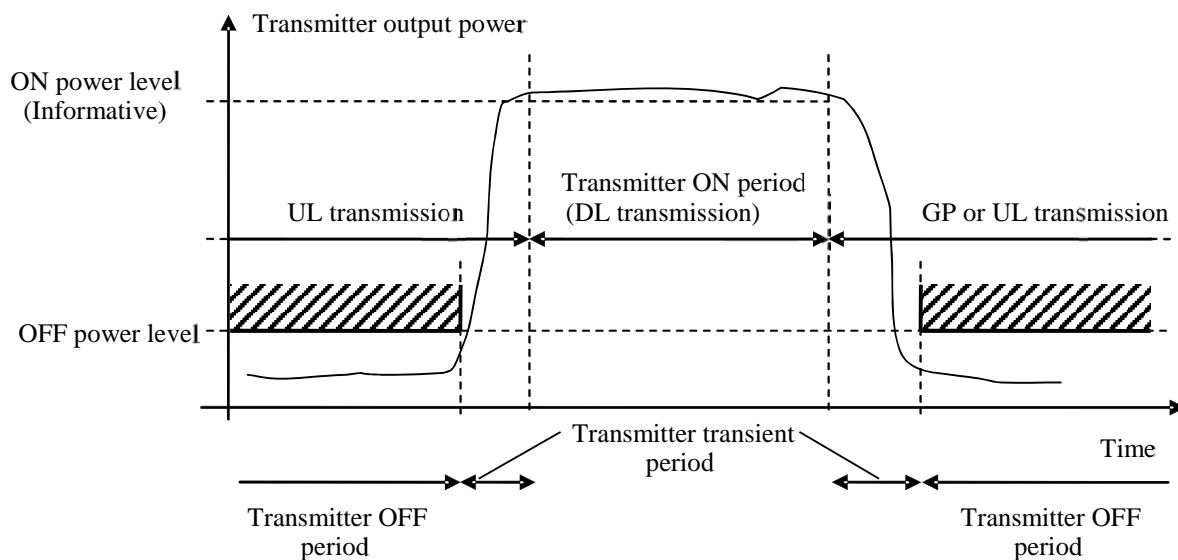 Transmitter output power
ON power level
(Informative)
Transmitter ON period
(DL transmission)
UL transmission
GP or UL transmission
OFF power level
Transmitter transient
period
Time
Transmitter OFF
period
Transmitter OFF
period